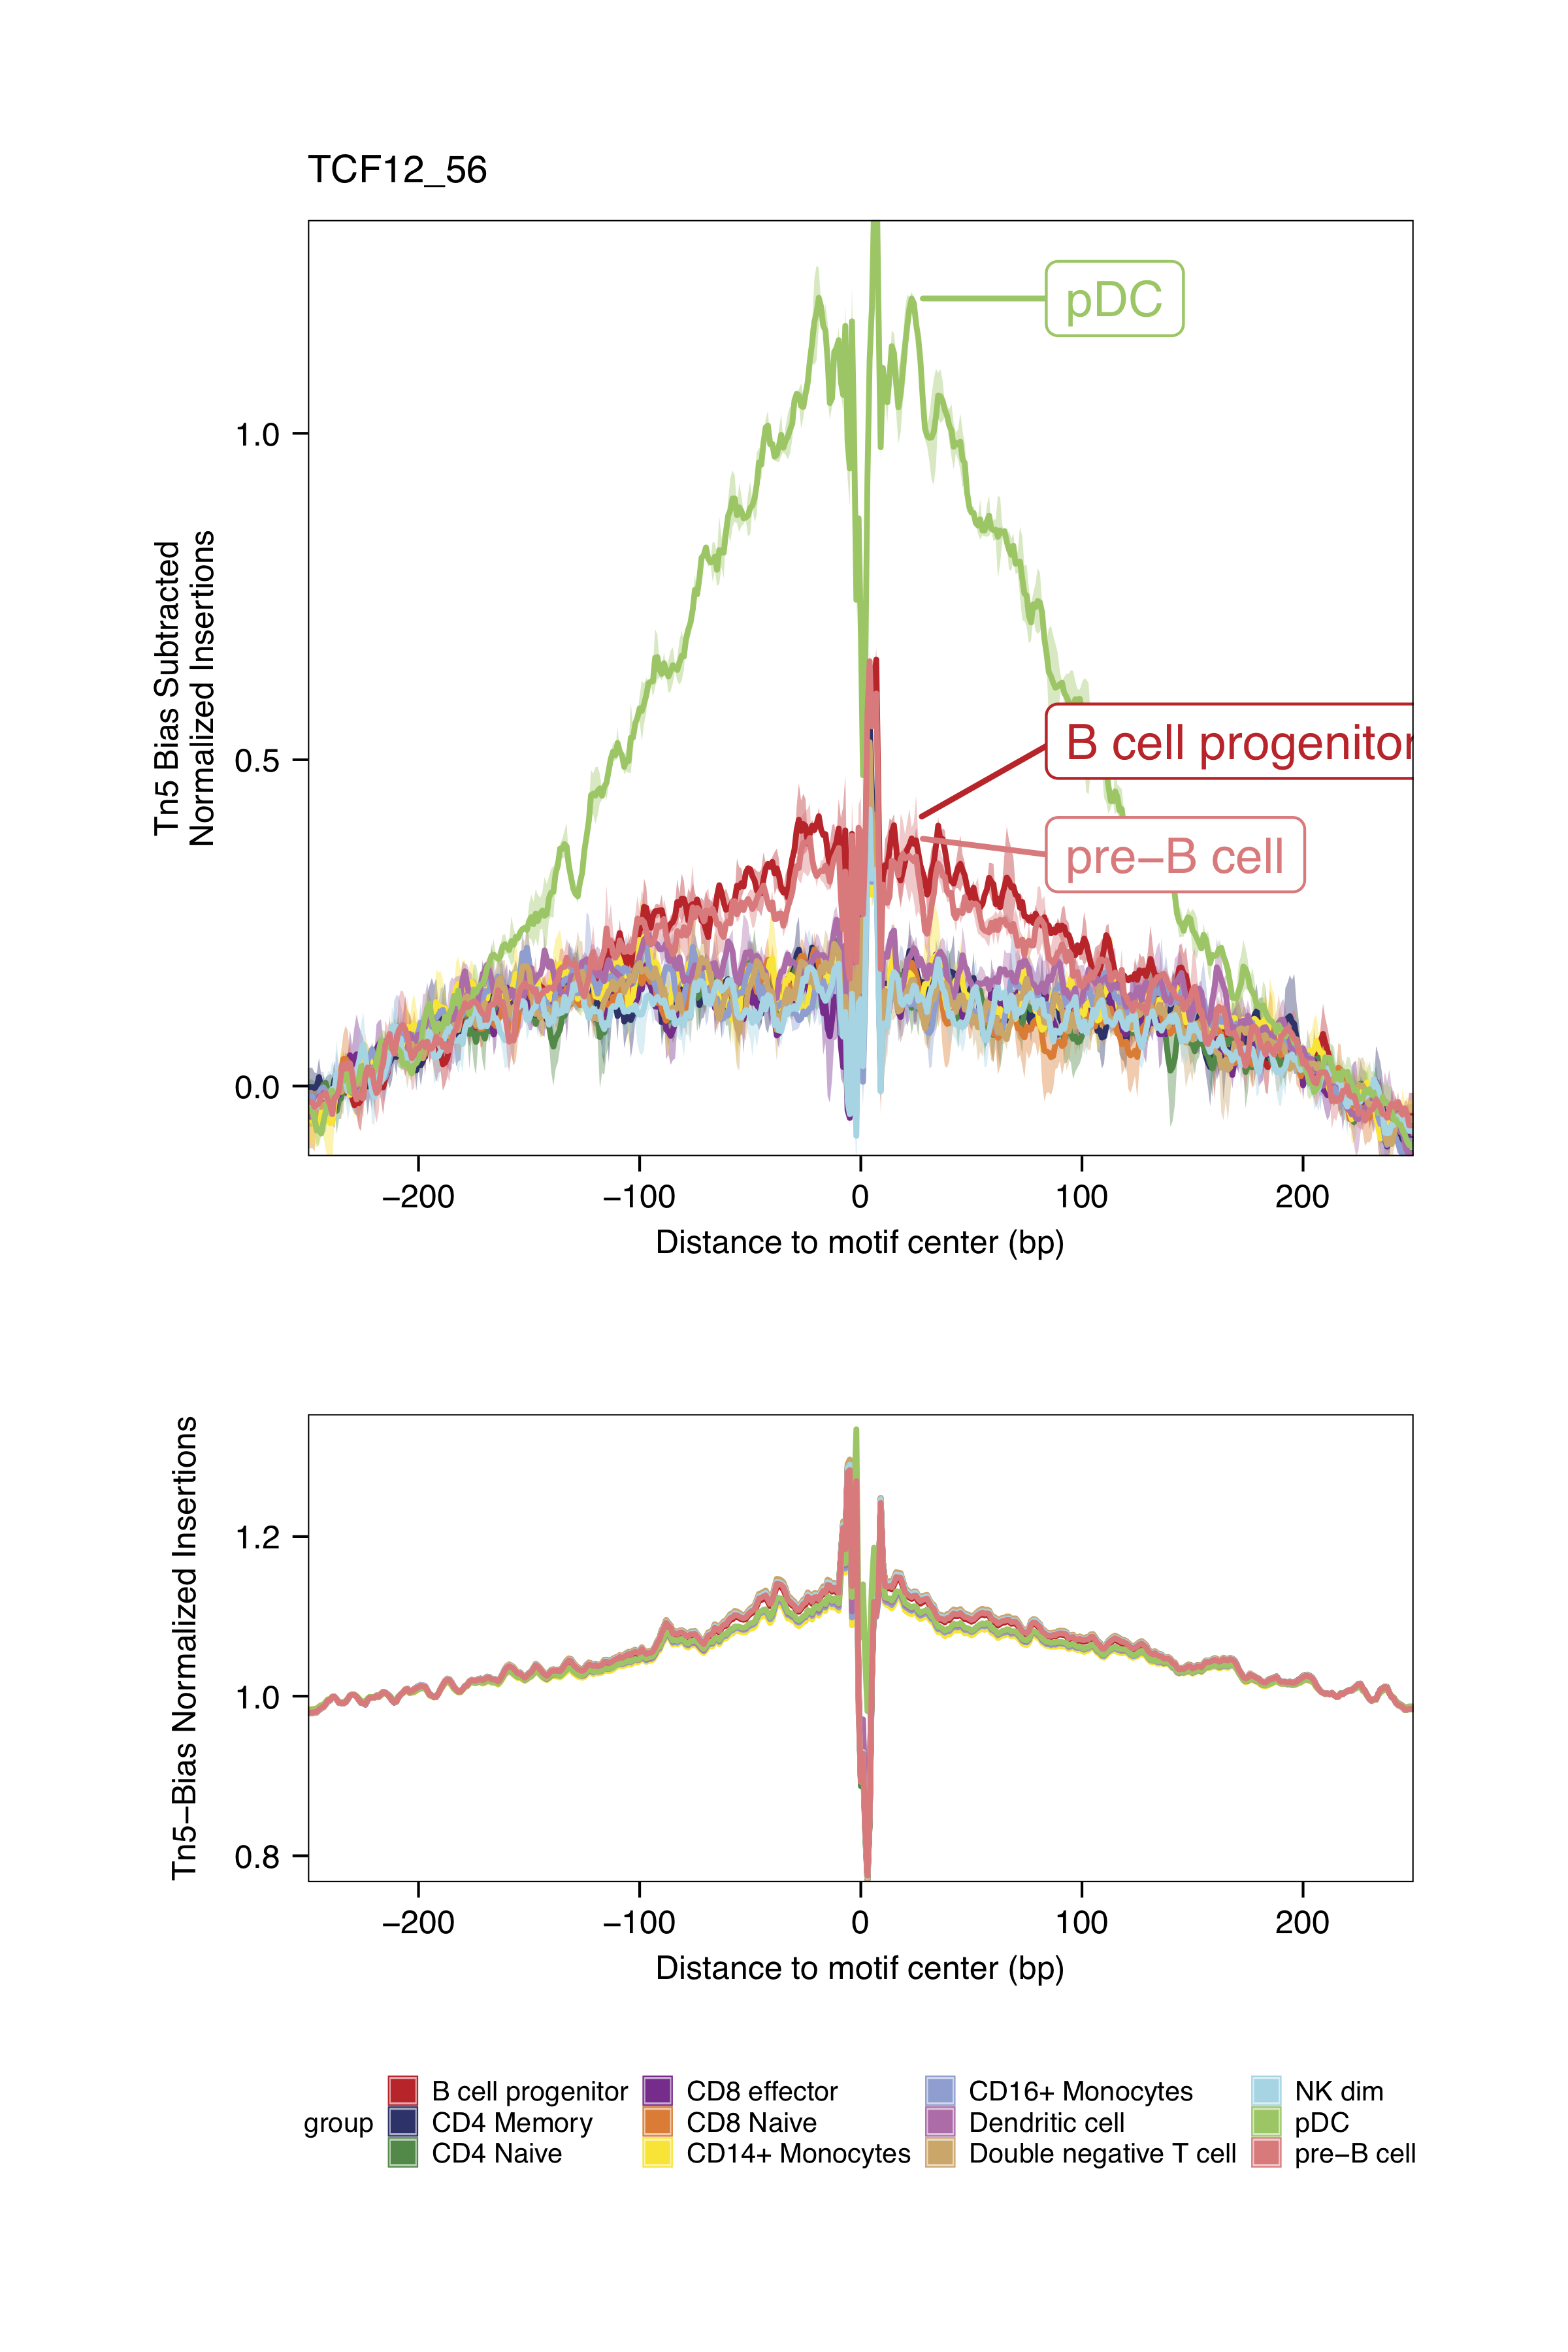 TCF12_56
Tn5 Bias Subtracted
Normalized Insertions
1.0
0.5
0.0
pDC
B cell progenitor
pre−B cell
−200
−100
0
100
200
Distance to motif center (bp)
Tn5−Bias Normalized Insertions
1.2
1.0
0.8
−200
−100
0
100
200
Distance to motif center (bp)
group
B cell progenitor
CD4 Memory
CD4 Naive
CD8 effector
CD8 Naive
CD14+ Monocytes
CD16+ Monocytes
Dendritic cell
Double negative T cell
NK dim
pDC
pre−B cell